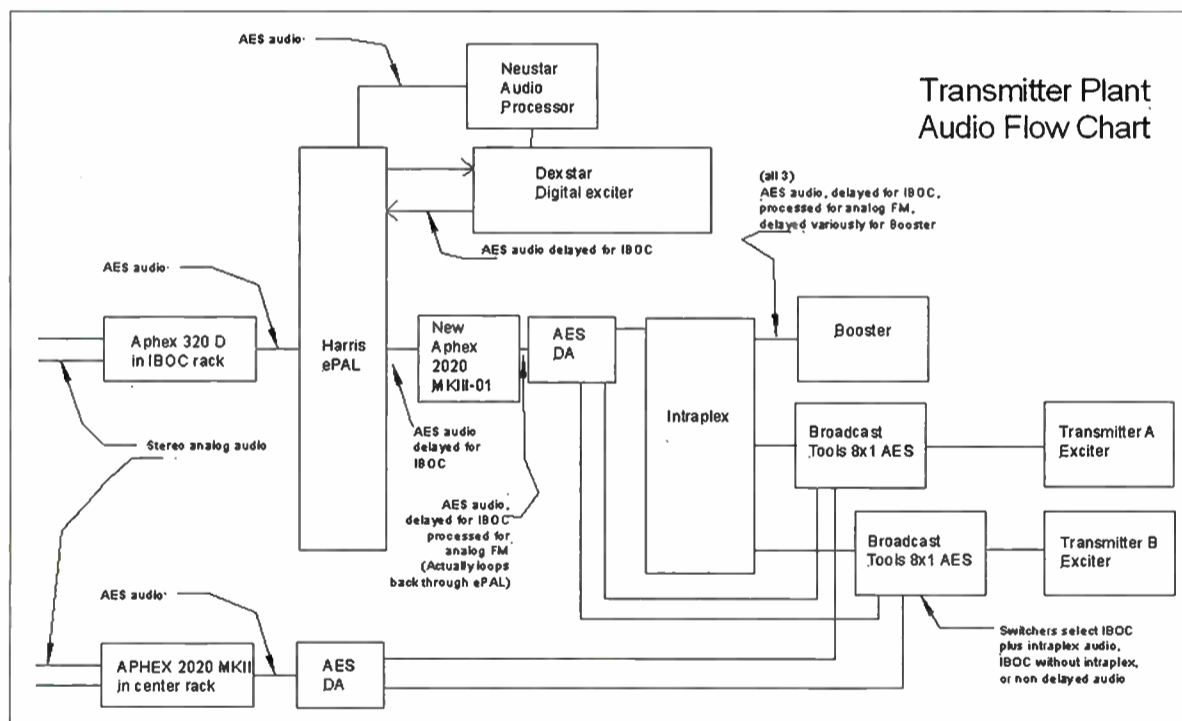 Transmitter Plant
Audio Flow Chart
AES audio
Neustar
Audio
Processor
Dexstar
Digital exciter
(all 3)
AES audio, delayed for IBOC,
processed for analog FM,
delayed variously for Booster
AES audio delayed for IBOC
AES audio
Aphex 320 D
in IBOC rack
Harris
ePAL
New
Aphex
2020
MKIII-01
AES
DA
Intraplex
Booster
Stereo analog audio
AES audio
delayed for
IBOC
Broadcast
Tools 8x1 AES
Transmitter A
Exciter
AES audio,
delayed for IBOC
processed for
analog FM
(Actually loops
back through ePAL)
Broadcast
Tools 8x1 AES
Transmitter B
Exciter
AES audio
APHEX 2020 MKII
in center rack
AES
DA
Switchers select IBOC
plus intraplex audio,
IBOC without intraplex,
or non delayed audio